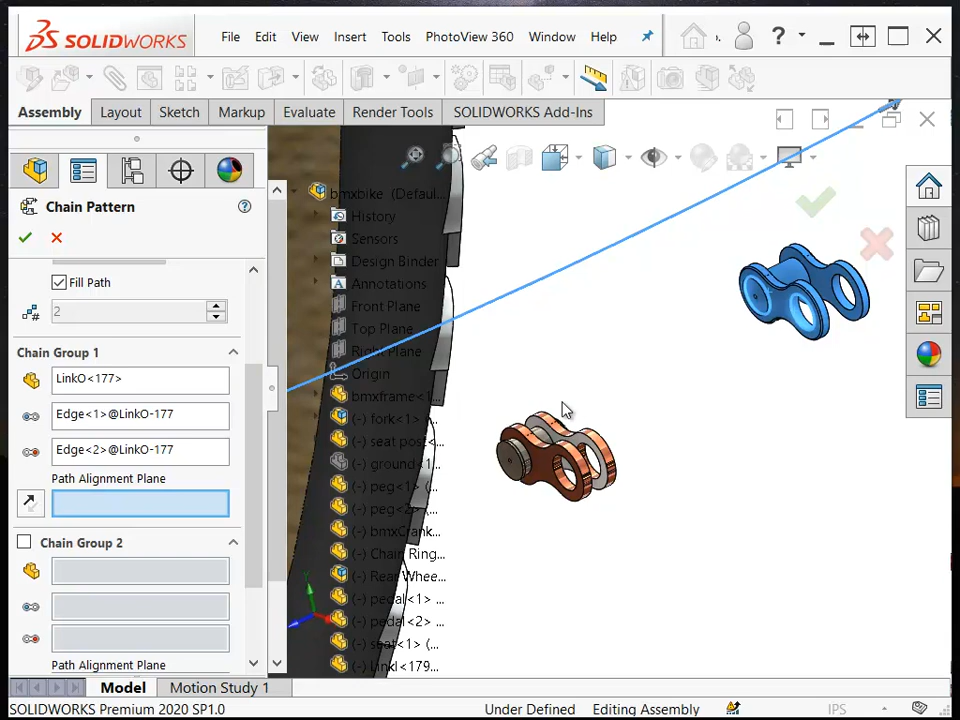 SOLIDWORKS File Edit View Insert Tools PhotoView 360 Window Help ?
Assembly Layout Sketch Markup Evaluate Render Tools SOLIDWORKS Add-Ins
Chain Pattern
Fill Path
2
Chain Group 1
LinkO<177>
Edge<1>@LinkO-177
Edge<2>@LinkO-177
Path Alignment Plane
Chain Group 2
Path Alignment Plane
bmxbike (Defaul...
History
Sensors
Design Binder
Annotations
Front Plane
Top Plane
Right Plane
Origin
bmxframe<1...
(-) fork<1> (...
(-) seat post<...
(-) ground<1...
(-) peg<1> (...
(-) peg<2> (...
(-) bmxCrank...
(-) Chain Ring...
(-) Rear Whee...
(-) pedal<1> ...
(-) pedal<2> ...
(-) seat<1> (...
(-) LinkI<179...
Y
Model Motion Study 1
SOLIDWORKS Premium 2020 SP1.0 Under Defined Editing Assembly IPS